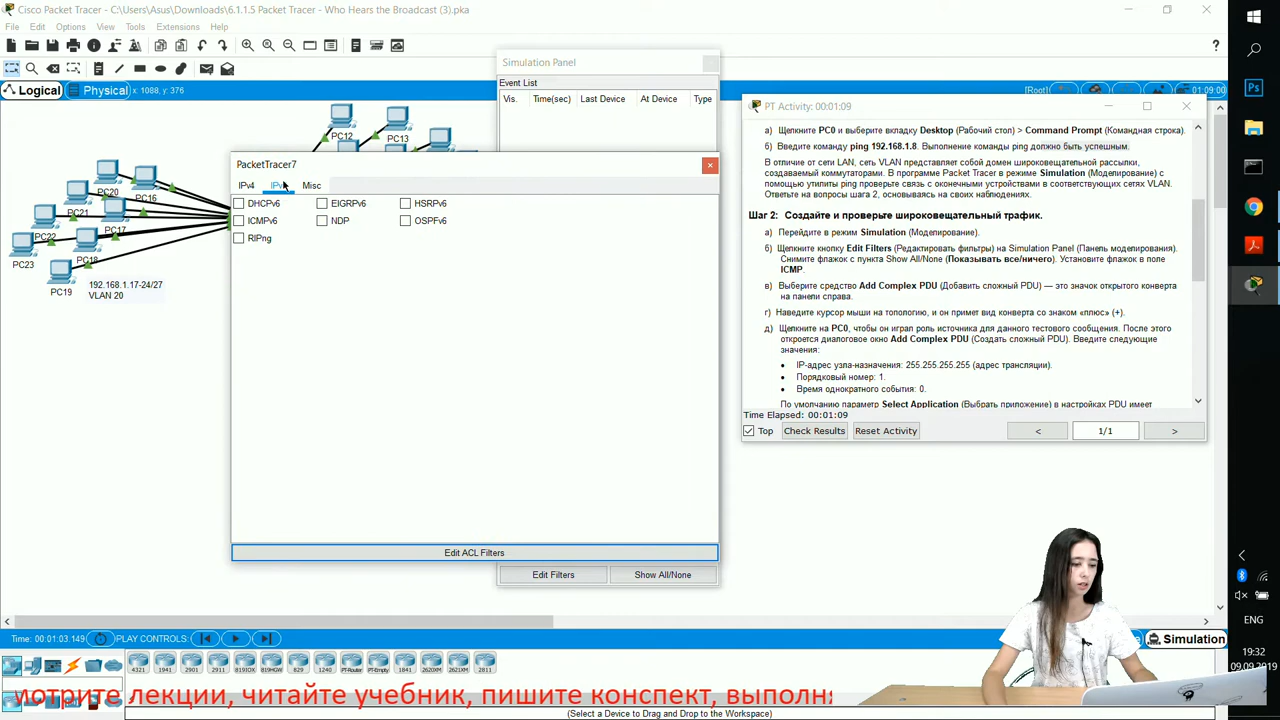 Cisco Packet Tracer - C:\Users\Asus\Downloads\6.1.1.5 Packet Tracer - Who Hears the Broadcast (3).pka
File Edit Options View Tools Extensions Help
Logical Physical x: 1088, y: 376
[Root] 01:09:00
Simulation Panel
Event List
Vis. Time(sec) Last Device At Device Type
PC12
PC13
PC20
PC16
PC21
PC17
PC22
PC18
PC23
PC19
192.168.1.17-24/27
VLAN 20
PacketTracer7
IPv4 Misc
DHCPv6 EIGRPv6 HSRPv6
ICMPv6 NDP OSPFv6
RIPng
Edit ACL Filters
Edit Filters Show All/None
PT Activity: 00:01:09
а) Щелкните PC0 и выберите вкладку Desktop (Рабочий стол) > Command Prompt (Командная строка).
б) Введите команду ping 192.168.1.8. Выполнение команды ping должно быть успешным.
В отличие от сети LAN, сеть VLAN представляет собой домен широковещательной рассылки,
создаваемый коммутаторами. В программе Packet Tracer в режиме Simulation (Моделирование) с
помощью утилиты ping проверьте связь с оконечными устройствами в соответствующих сетях VLAN.
Ответьте на вопросы шага 2, основываясь на своих наблюдениях.
Шаг 2: Создайте и проверьте широковещательный трафик.
а) Перейдите в режим Simulation (Моделирование).
б) Щелкните кнопку Edit Filters (Редактировать фильтры) на Simulation Panel (Панель моделирования).
Снимите флажок с пункта Show All/None (Показывать все/ничего). Установите флажок в поле
ICMP.
в) Выберите средство Add Complex PDU (Добавить сложный PDU) — это значок открытого конверта
на панели справа.
г) Наведите курсор мыши на топологию, и он примет вид конверта со знаком «плюс» (+).
д) Щелкните на PC0, чтобы он играл роль источника для данного тестового сообщения. После этого
откроется диалоговое окно Add Complex PDU (Создать сложный PDU). Введите следующие
значения:
• IP-адрес узла-назначения: 255.255.255.255 (адрес трансляции).
• Порядковый номер: 1.
• Время однократного события: 0.
По умолчанию параметр Select Application (Выбрать приложение) в настройках PDU имеет
Time Elapsed: 00:01:09
Top Check Results Reset Activity < 1/1 >
Time: 00:01:03.149 PLAY CONTROLS:
Simulation
4321 1941 2901 2911 819IOX 819HGW 829 1240 PT-Router PT-Empty 1841 2620XM 2621XM 2811
отрите лекции, читайте учебник, пишите конспект, выполн
(Select a Device to Drag and Drop to the Workspace)
ENG
19:32
09.09.2019